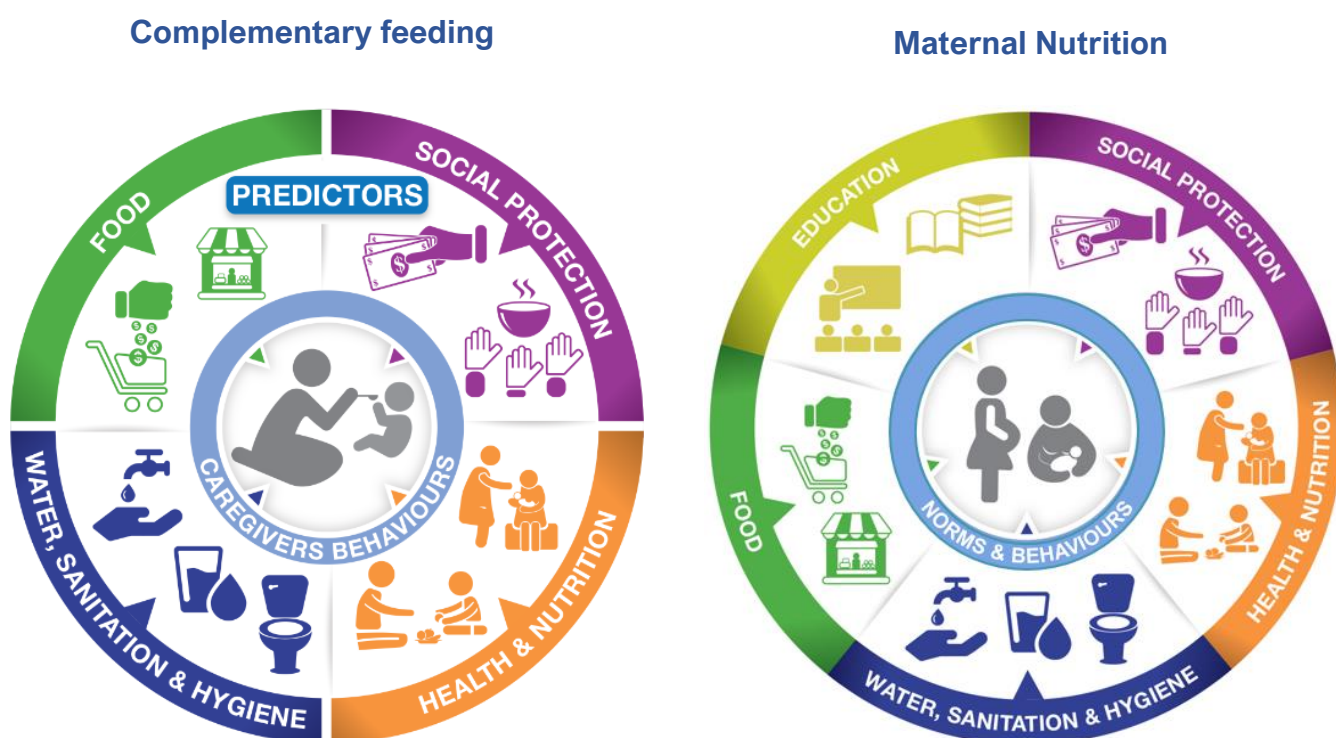 Complementary feeding
FOOD
SOCIAL PROTECTION
PREDICTORS
CAREGIVERS BEHAVIOURS
WATER, SANITATION & HYGIENE
HEALTH & NUTRITION
Maternal Nutrition
EDUCATION
SOCIAL PROTECTION
FOOD
NORMS & BEHAVIOURS
HEALTH & NUTRITION
WATER, SANITATION & HYGIENE